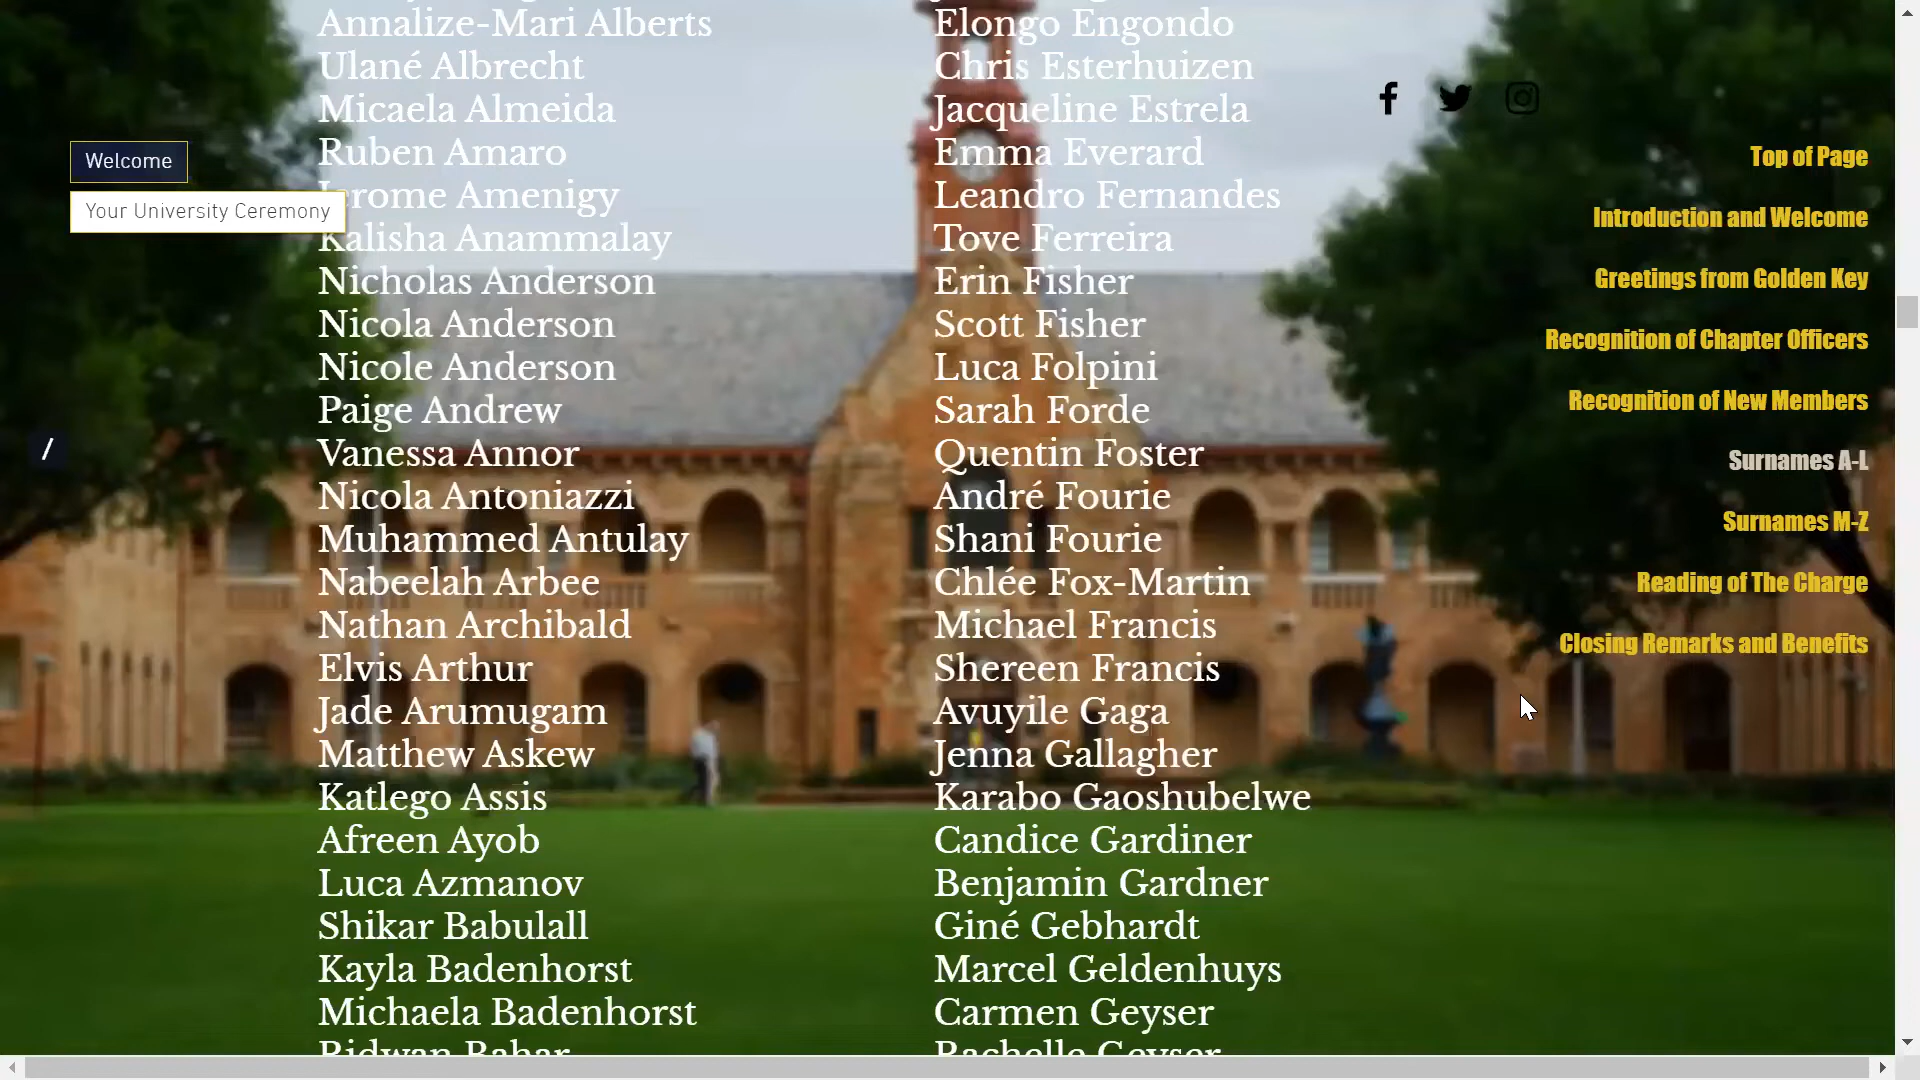 Annalize-Mari Alberts
Ulané Albrecht
Micaela Almeida
Ruben Amaro
Jerome Amenigy
Kalisha Anammalay
Nicholas Anderson
Nicola Anderson
Nicole Anderson
Paige Andrew
Vanessa Annor
Nicola Antoniazzi
Muhammed Antulay
Nabeelah Arbee
Nathan Archibald
Elvis Arthur
Jade Arumugam
Matthew Askew
Katlego Assis
Afreen Ayob
Luca Azmanov
Shikar Babulall
Kayla Badenhorst
Michaela Badenhorst
Ridwan Bahar
Elongo Engondo
Chris Esterhuizen
Jacqueline Estrela
Emma Everard
Leandro Fernandes
Tove Ferreira
Erin Fisher
Scott Fisher
Luca Folpini
Sarah Forde
Quentin Foster
André Fourie
Shani Fourie
Chlée Fox-Martin
Michael Francis
Shereen Francis
Avuyile Gaga
Jenna Gallagher
Karabo Gaoshubelwe
Candice Gardiner
Benjamin Gardner
Giné Gebhardt
Marcel Geldenhuys
Carmen Geyser
Rachelle Geyser
Welcome
Your University Ceremony
/
Top of Page
Introduction and Welcome
Greetings from Golden Key
Recognition of Chapter Officers
Recognition of New Members
Surnames A-L
Surnames M-Z
Reading of The Charge
Closing Remarks and Benefits